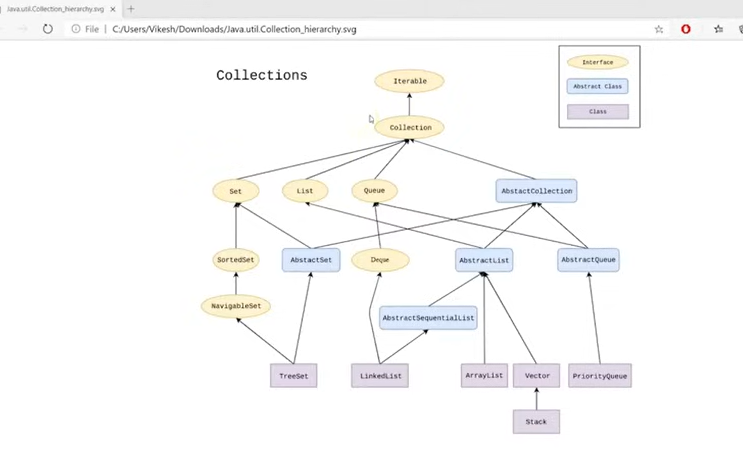 Java.util.Collection_hierarchy.svg
File | C:/Users/Vikesh/Downloads/Java.util.Collection_hierarchy.svg
Collections
Iterable
Interface
Abstract Class
Class
Collection
Set
List
Queue
AbstactCollection
SortedSet
AbstactSet
Deque
AbstractList
AbstractQueue
NavigableSet
AbstractSequentialList
TreeSet
LinkedList
ArrayList
Vector
PriorityQueue
Stack